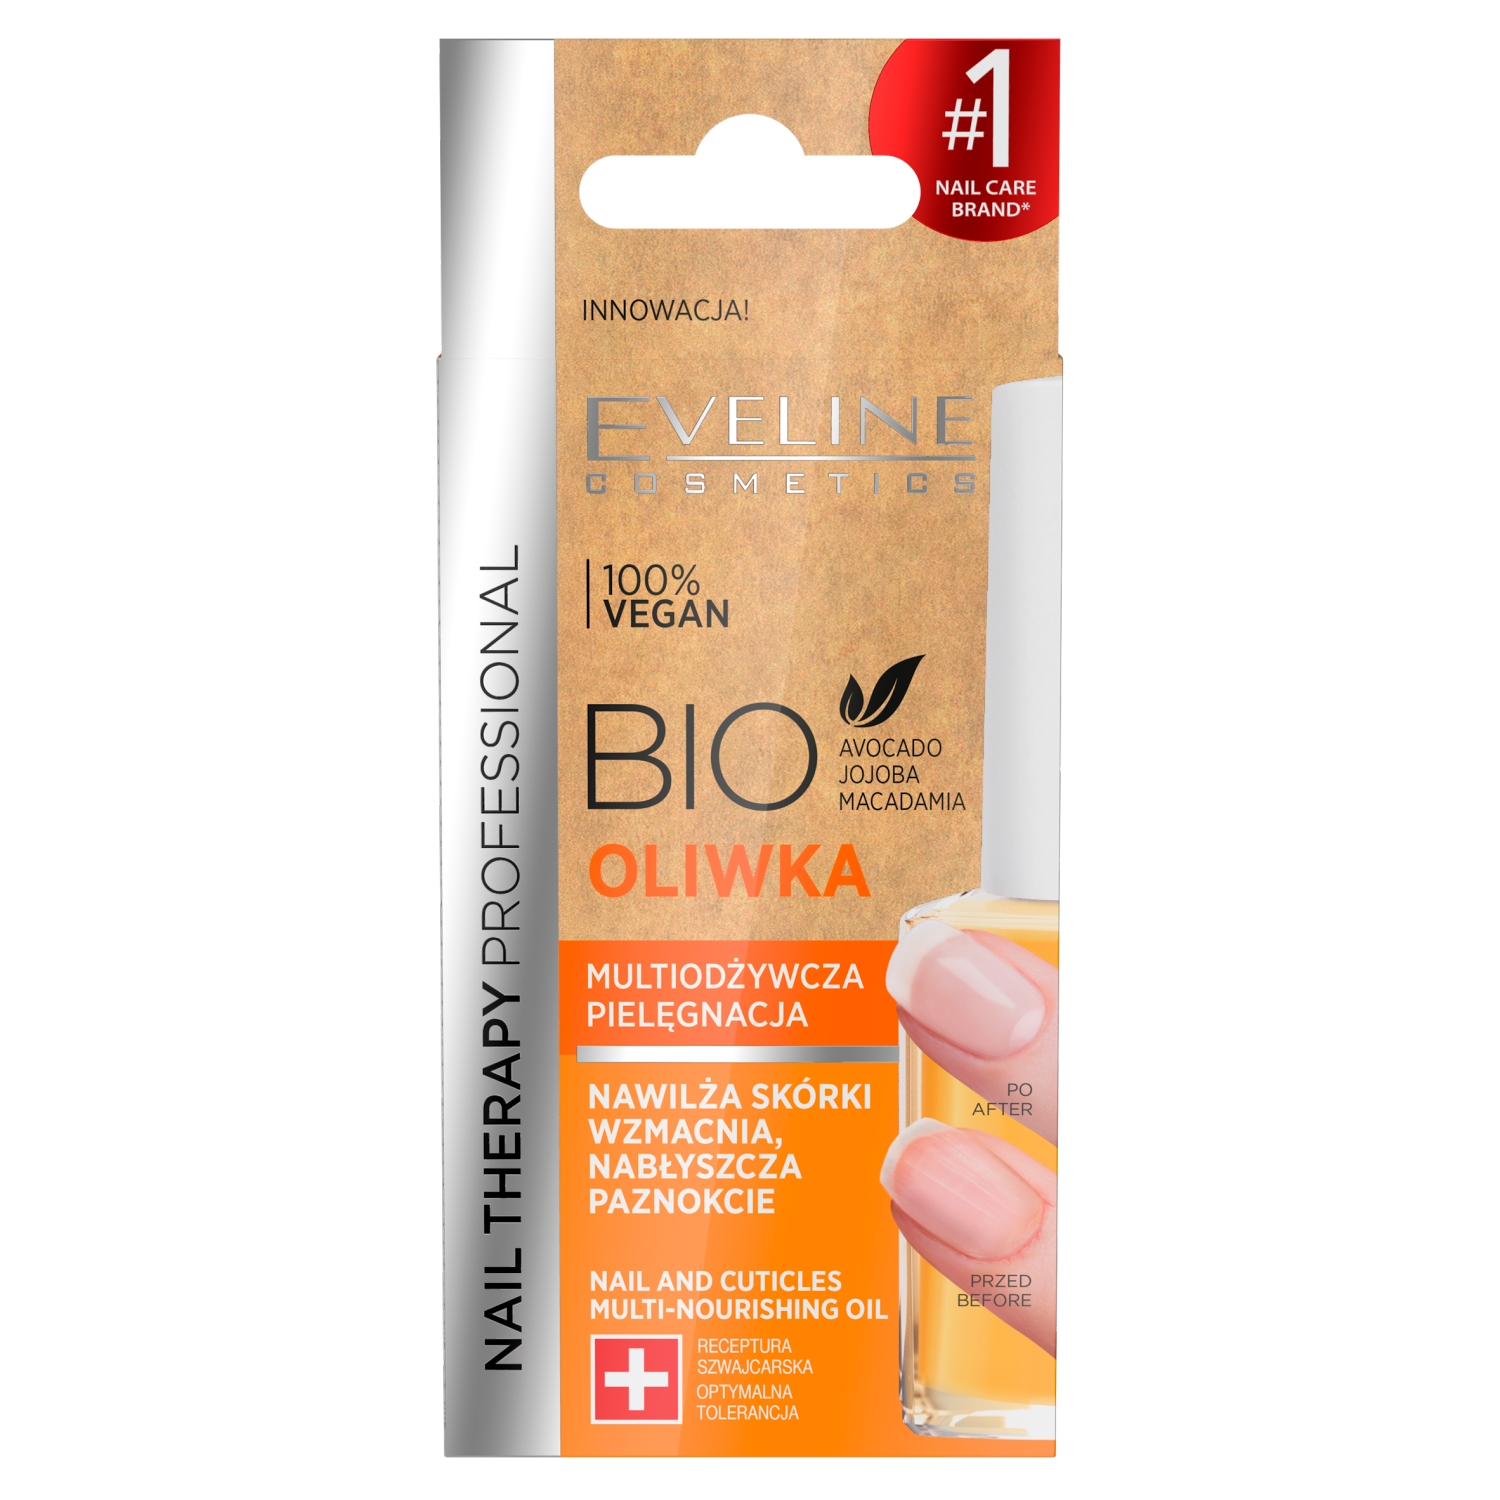 #1
NAIL CARE
BRAND*
INNOWACJA!
EVELINE
COSMETICS
100%
VEGAN
BIO
AVOCADO
JOJOBA
MACADAMIA
OLIWKA
MULTIODŻYWCZA
PIELĘGNACJA
NAWILŻA SKÓRKI
WZMACNIA,
NABŁYSZCZA
PAZNOKCIE
PO
AFTER
PRZED
BEFORE
NAIL AND CUTICLES
MULTI-NOURISHING OIL
RECEPTURA
SZWAJCARSKA
OPTYMALNA
TOLERANCJA
NAIL THERAPY PROFESSIONAL